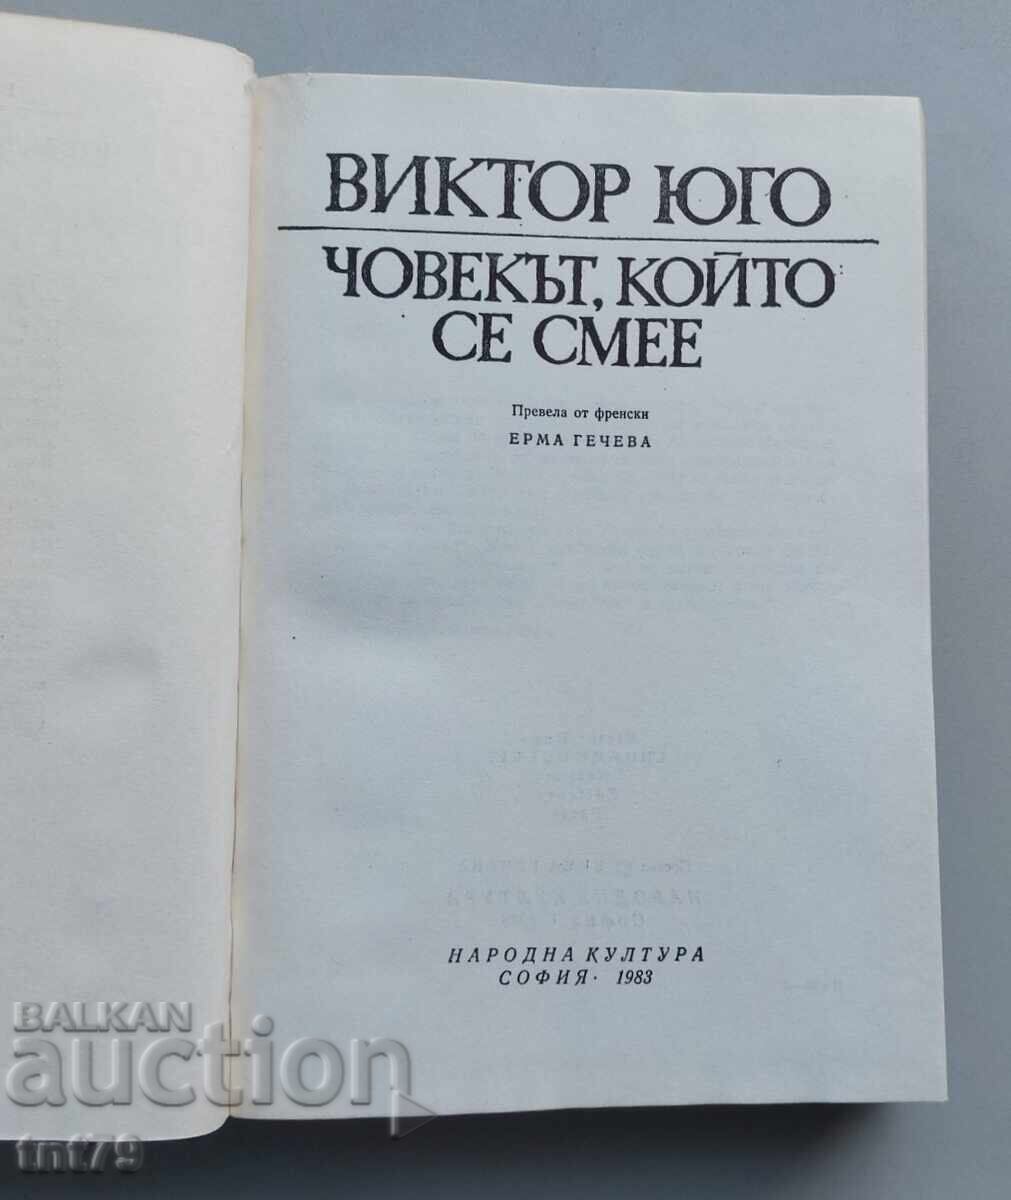 ВИКТОР ЮГО
ЧОВЕКЪТ, КОЙТО
СЕ СМЕЕ
Превела от френски
ЕРМА ГЕЧЕВА
НАРОДНА КУЛТУРА
СОФИЯ · 1983
BALKAN
auction
tnt79